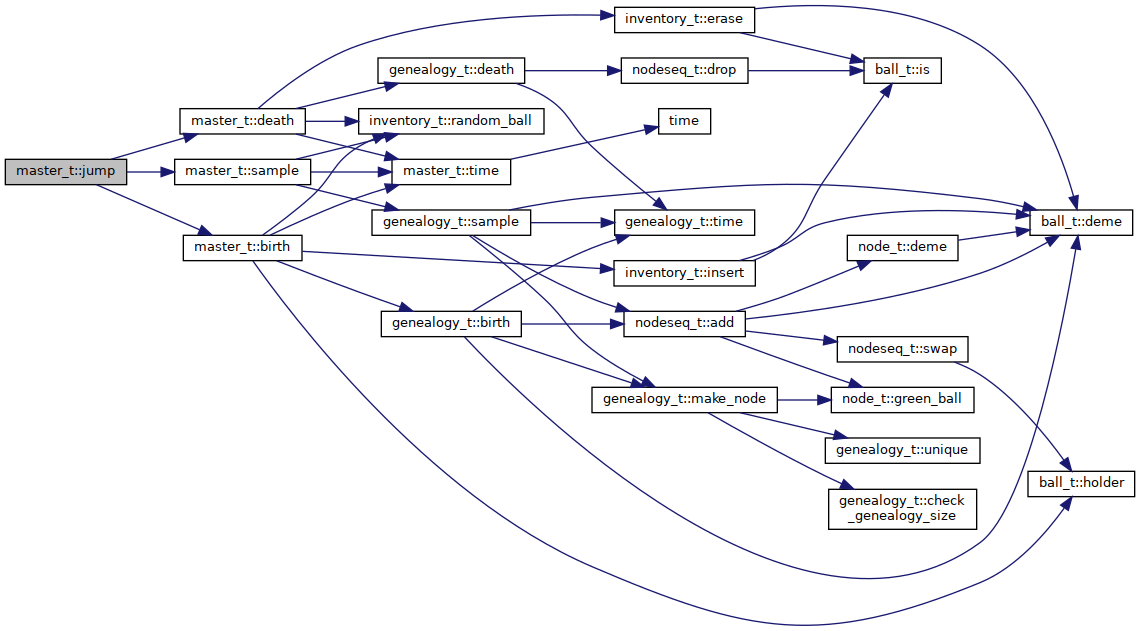 master_t::jump
master_t::death
master_t::sample
master_t::birth
genealogy_t::death
inventory_t::random_ball
master_t::time
genealogy_t::sample
genealogy_t::birth
inventory_t::erase
nodeseq_t::drop
time
genealogy_t::time
inventory_t::insert
nodeseq_t::add
genealogy_t::make_node
ball_t::is
node_t::deme
nodeseq_t::swap
node_t::green_ball
genealogy_t::unique
genealogy_t::check
_genealogy_size
ball_t::deme
ball_t::holder